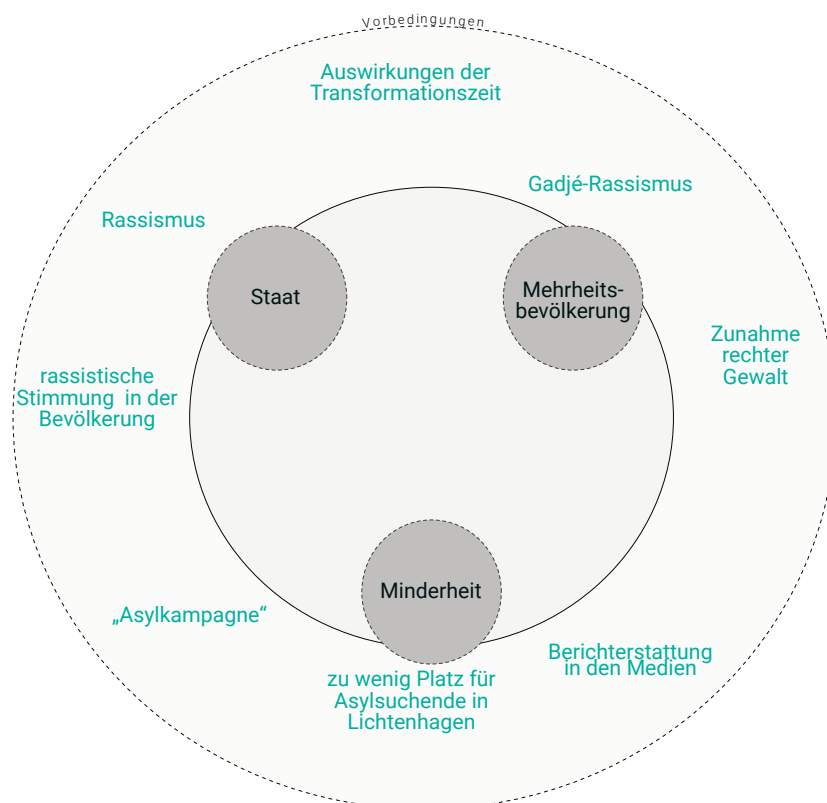 Vorbedingungen
Auswirkungen der
Transformationszeit
Gadjé-Rassismus
Rassismus
Staat
Mehrheits-
bevölkerung
Zunahme
rechter
Gewalt
rassistische
Stimmung in der
Bevölkerung
Minderheit
„Asylkampagne“
Berichterstattung
in den Medien
zu wenig Platz für
Asylsuchende in
Lichtenhagen